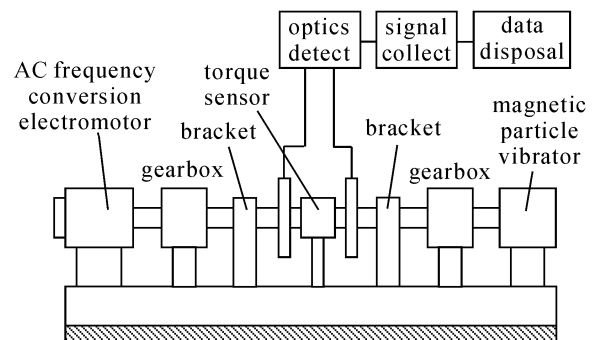 optics
detect
signal
collect
data
disposal
AC frequency
conversion
electromotor
torque
sensor
magnetic
particle
vibrator
bracket
bracket
gearbox
gearbox